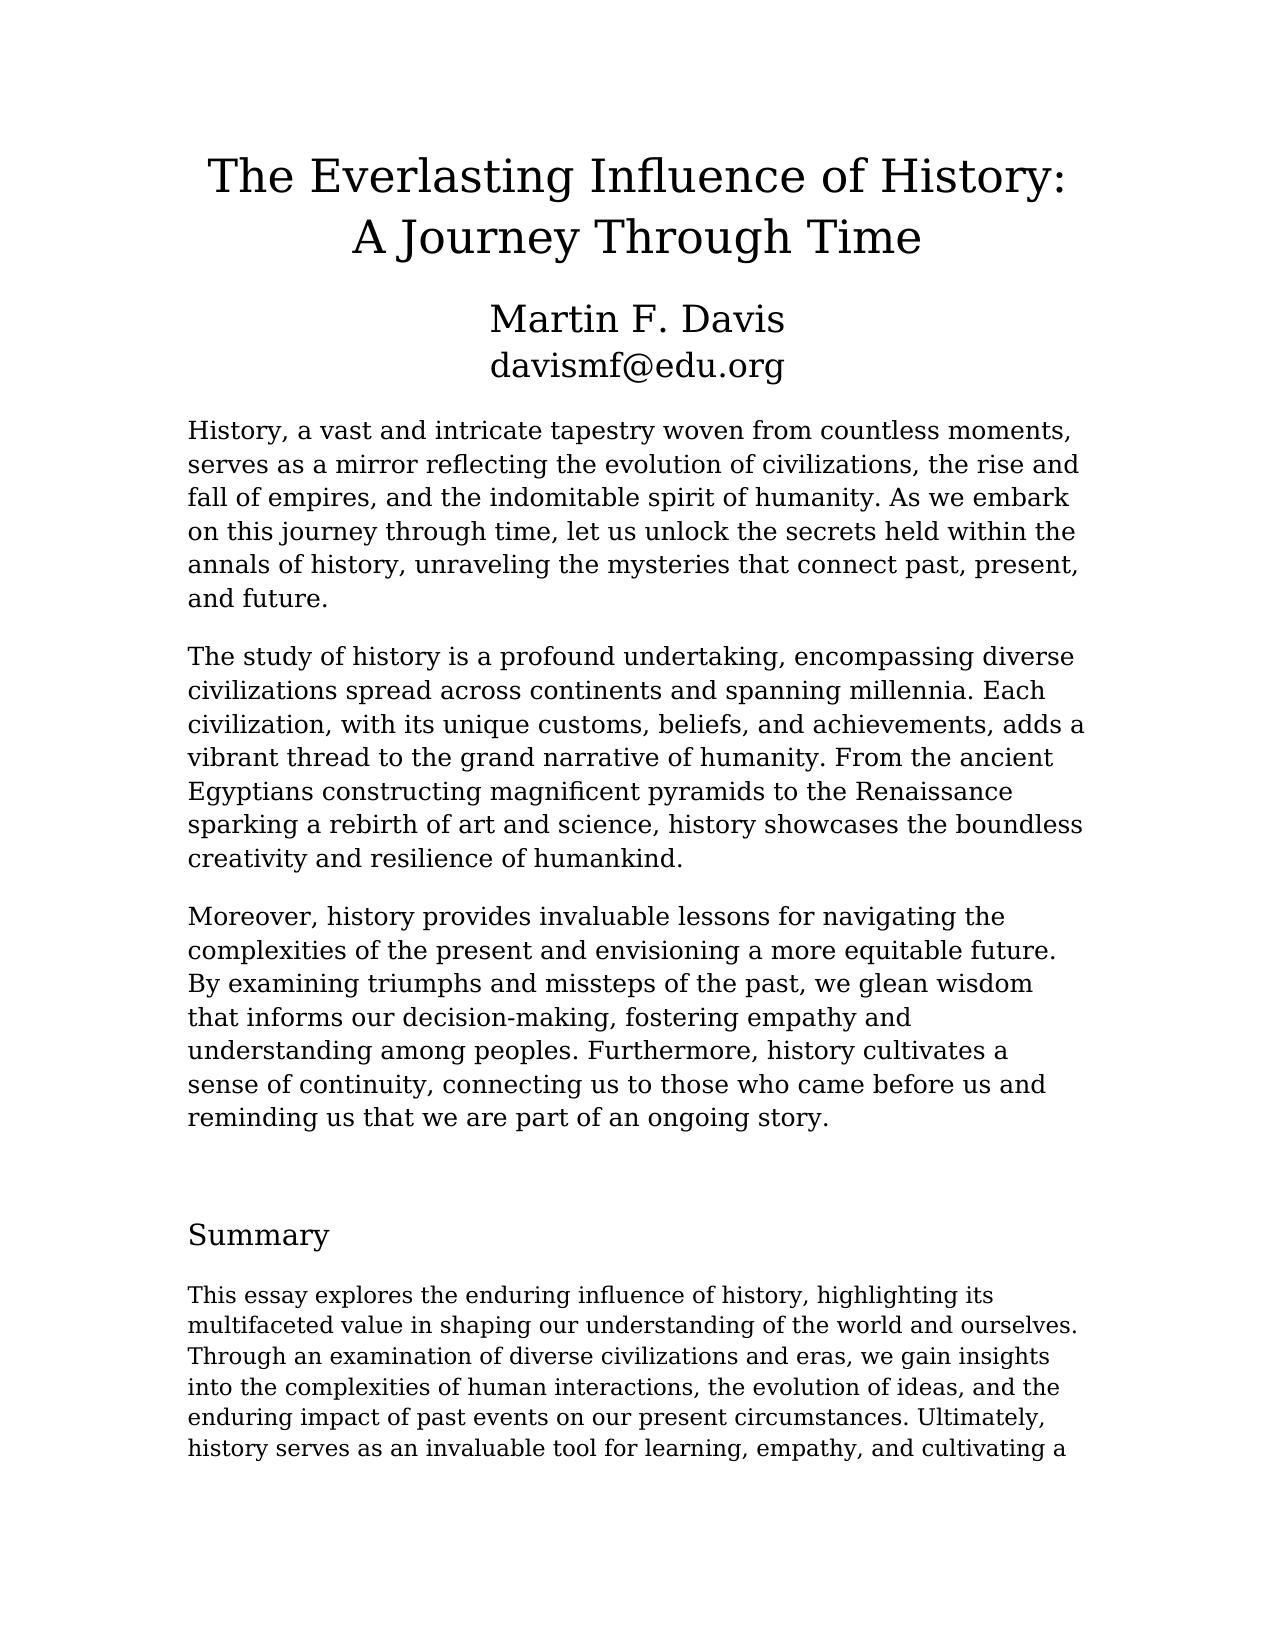 The Everlasting Influence of History:
A Journey Through Time
Martin F. Davis
davismf@edu.org
History, a vast and intricate tapestry woven from countless moments,
serves as a mirror reflecting the evolution of civilizations, the rise and
fall of empires, and the indomitable spirit of humanity. As we embark
on this journey through time, let us unlock the secrets held within the
annals of history, unraveling the mysteries that connect past, present,
and future.
The study of history is a profound undertaking, encompassing diverse
civilizations spread across continents and spanning millennia. Each
civilization, with its unique customs, beliefs, and achievements, adds a
vibrant thread to the grand narrative of humanity. From the ancient
Egyptians constructing magnificent pyramids to the Renaissance
sparking a rebirth of art and science, history showcases the boundless
creativity and resilience of humankind.
Moreover, history provides invaluable lessons for navigating the
complexities of the present and envisioning a more equitable future.
By examining triumphs and missteps of the past, we glean wisdom
that informs our decision-making, fostering empathy and
understanding among peoples. Furthermore, history cultivates a
sense of continuity, connecting us to those who came before us and
reminding us that we are part of an ongoing story.
Summary
This essay explores the enduring influence of history, highlighting its
multifaceted value in shaping our understanding of the world and ourselves.
Through an examination of diverse civilizations and eras, we gain insights
into the complexities of human interactions, the evolution of ideas, and the
enduring impact of past events on our present circumstances. Ultimately,
history serves as an invaluable tool for learning, empathy, and cultivating a